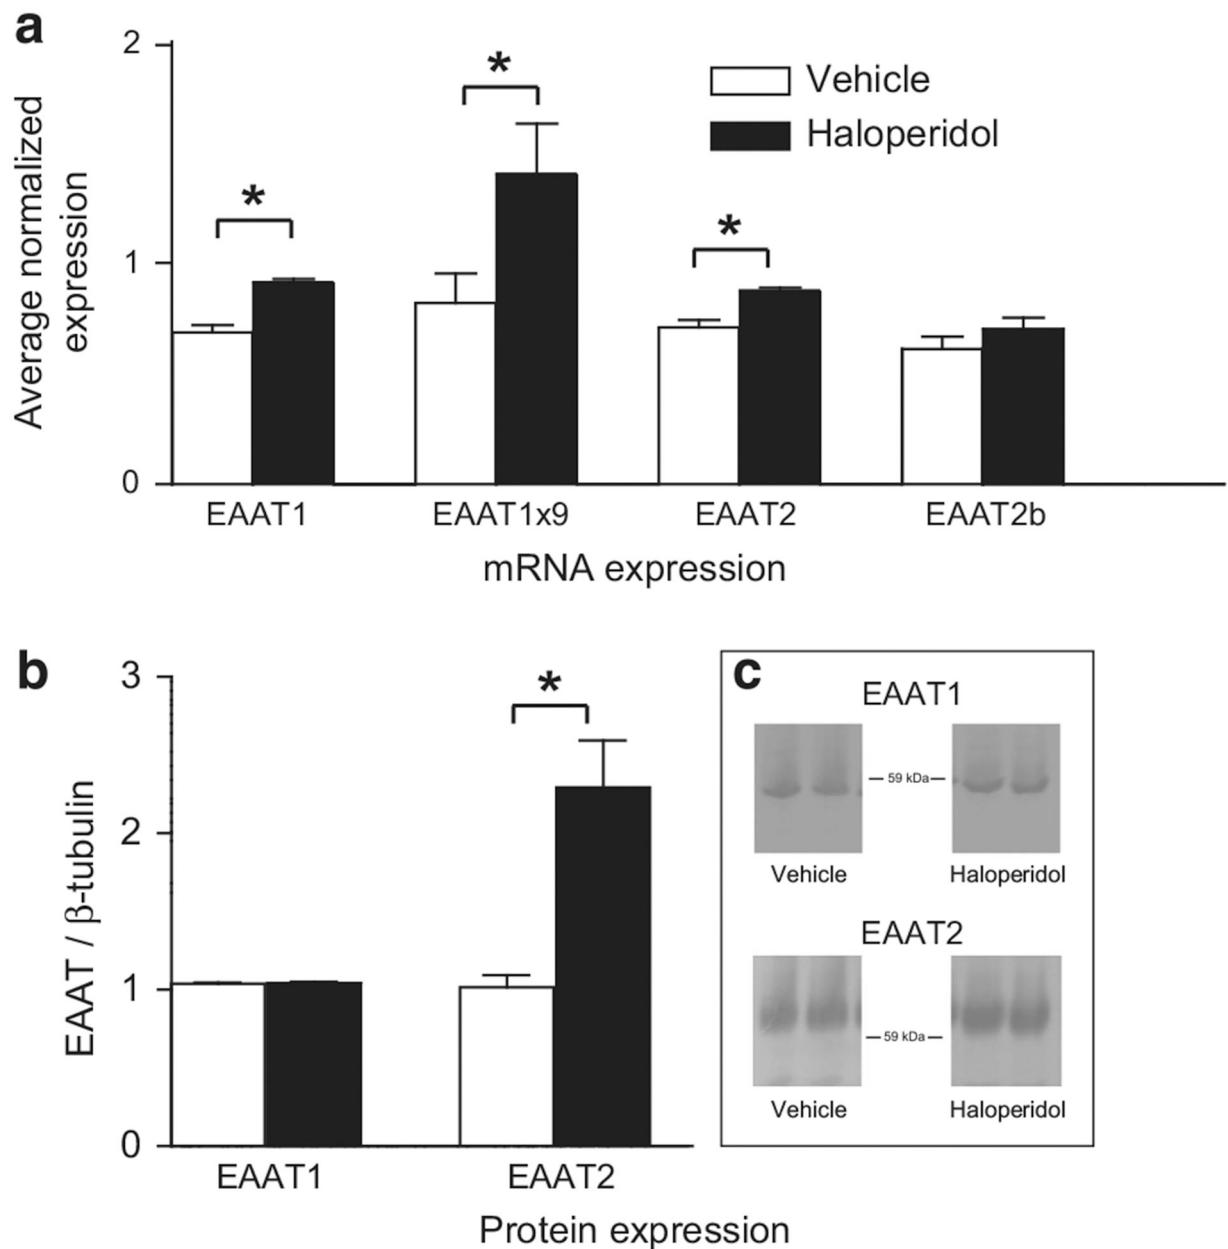 a
2
1
0
Average normalized
expression
*
*
*
Vehicle
Haloperidol
EAAT1 EAAT1x9 EAAT2 EAAT2b
mRNA expression
b
3
2
1
0
EAAT / β-tubulin
*
EAAT1 EAAT2
Protein expression
c
EAAT1
59 kDa
Vehicle Haloperidol
EAAT2
59 kDa
Vehicle Haloperidol